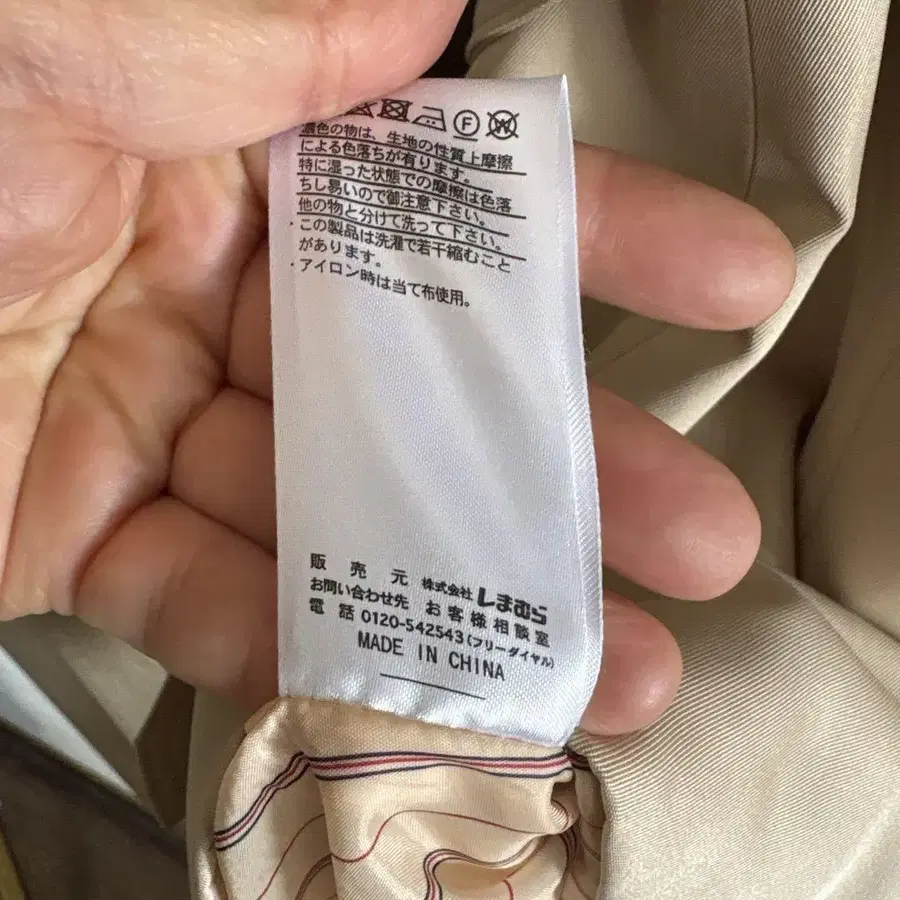 F W
濃色の物は、生地の性質上摩擦
による色落ちが有ります。
特に湿った状態での摩擦は色落
ちし易いので御注意下さい。
他の物と分けて洗って下さい。
・この製品は洗濯で若干縮むこと
があります。
・アイロン時は当て布使用。
販売元 株式会社 しまむら
お問い合わせ先 お客様相談室
電話 0120-542543(フリーダイヤル)
MADE IN CHINA